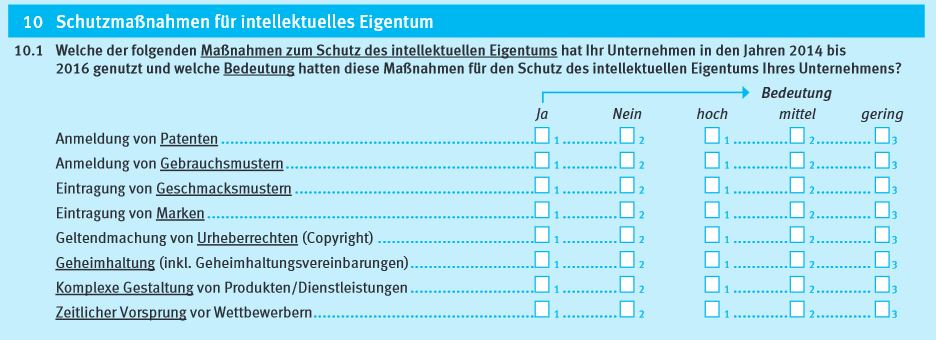 10 Schutzmaßnahmen für intellektuelles Eigentum
10.1 Welche der folgenden Maßnahmen zum Schutz des intellektuellen Eigentums hat Ihr Unternehmen in den Jahren 2014 bis
2016 genutzt und welche Bedeutung hatten diese Maßnahmen für den Schutz des intellektuellen Eigentums Ihres Unternehmens?
Bedeutung
Ja Nein hoch mittel gering
Anmeldung von Patenten ☐ 1 ☐ 2 ☐ 1 ☐ 2 ☐ 3
Anmeldung von Gebrauchsmustern ☐ 1 ☐ 2 ☐ 1 ☐ 2 ☐ 3
Eintragung von Geschmacksmustern ☐ 1 ☐ 2 ☐ 1 ☐ 2 ☐ 3
Eintragung von Marken ☐ 1 ☐ 2 ☐ 1 ☐ 2 ☐ 3
Geltendmachung von Urheberrechten (Copyright) ☐ 1 ☐ 2 ☐ 1 ☐ 2 ☐ 3
Geheimhaltung (inkl. Geheimhaltungsvereinbarungen) ☐ 1 ☐ 2 ☐ 1 ☐ 2 ☐ 3
Komplexe Gestaltung von Produkten/Dienstleistungen ☐ 1 ☐ 2 ☐ 1 ☐ 2 ☐ 3
Zeitlicher Vorsprung vor Wettbewerbern ☐ 1 ☐ 2 ☐ 1 ☐ 2 ☐ 3